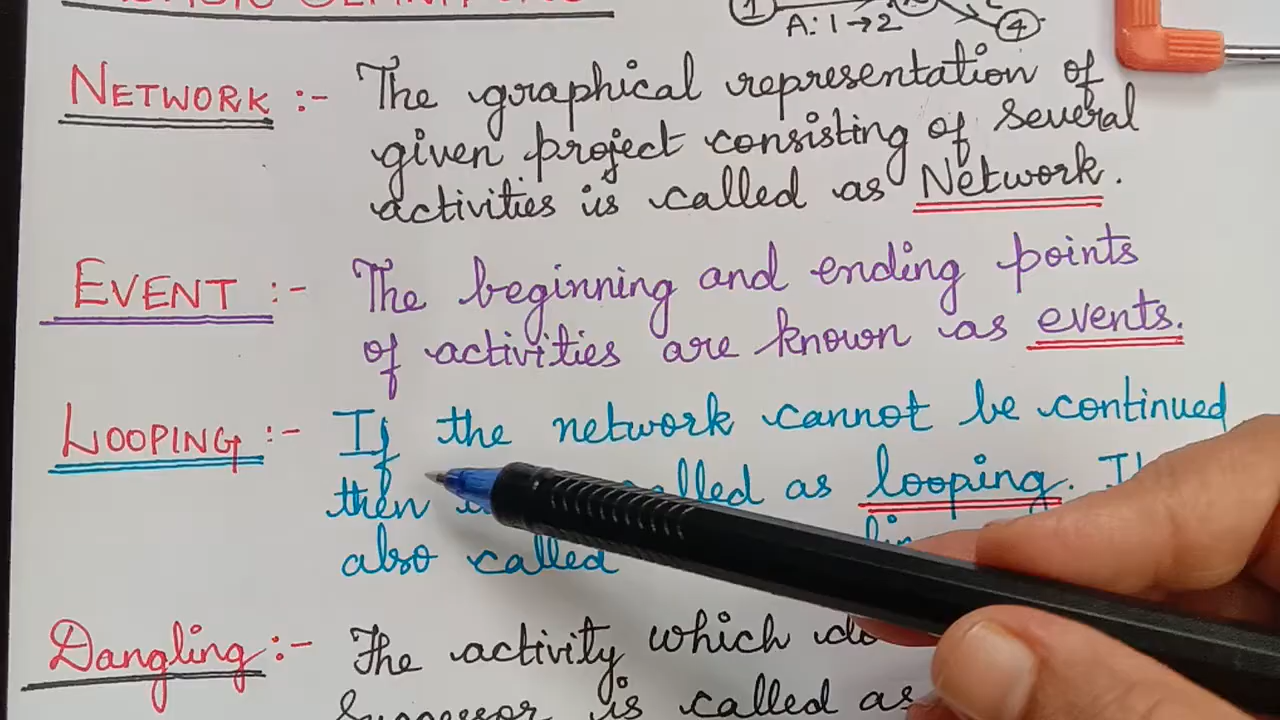 1
A: 1→2
4
NETWORK :- The graphical representation of
given project consisting of several
activities is called as Network.
EVENT :- The beginning and ending points
of activities are known as events.
LOOPING :- If the network cannot be continued
then called as looping.
also called
Dangling :- The activity which
Successor is called as